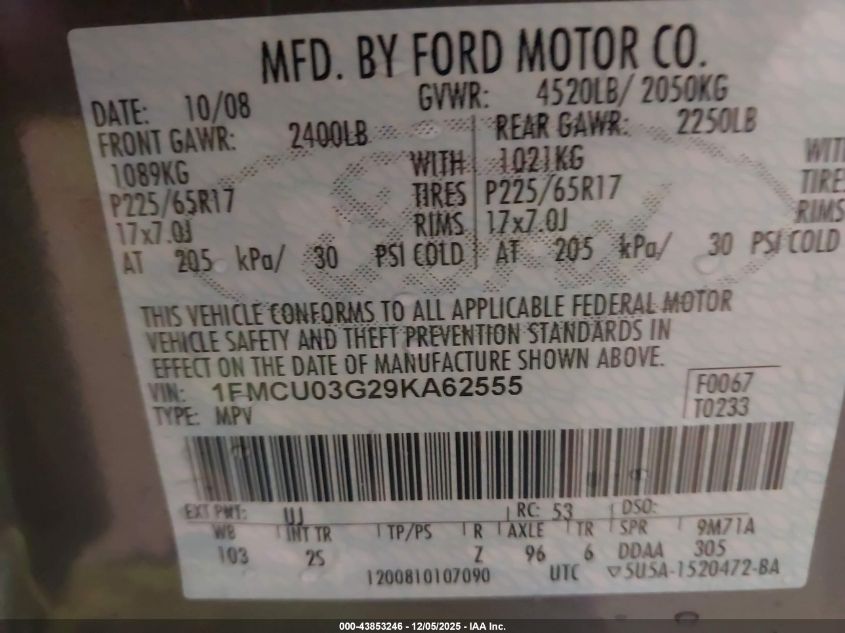 MFD. BY FORD MOTOR CO.
DATE: 10/08 GVWR: 4520LB/ 2050KG
FRONT GAWR: 2400LB REAR GAWR: 2250LB
1089KG WITH 1021KG WITH
P225/65R17 TIRES P225/65R17 TIRES
17x7.0J RIMS 17x7.0J RIMS
AT 205 kPa/ 30 PSI COLD AT 205 kPa/ 30 PSI COLD
THIS VEHICLE CONFORMS TO ALL APPLICABLE FEDERAL MOTOR
VEHICLE SAFETY AND THEFT PREVENTION STANDARDS IN
EFFECT ON THE DATE OF MANUFACTURE SHOWN ABOVE.
VIN: 1FMCU03G29KA62555 F0067
TYPE: MPV T0233
EXT PNT: UJ RC: 53 DSO:
WB INT TR TP/PS R AXLE TR SPR 9M71A
103 2S Z 96 6 DDAA 305
1200810107090 UTC ▽5U5A-1520472-BA
000-43853246 - 12/05/2025 - IAA Inc.